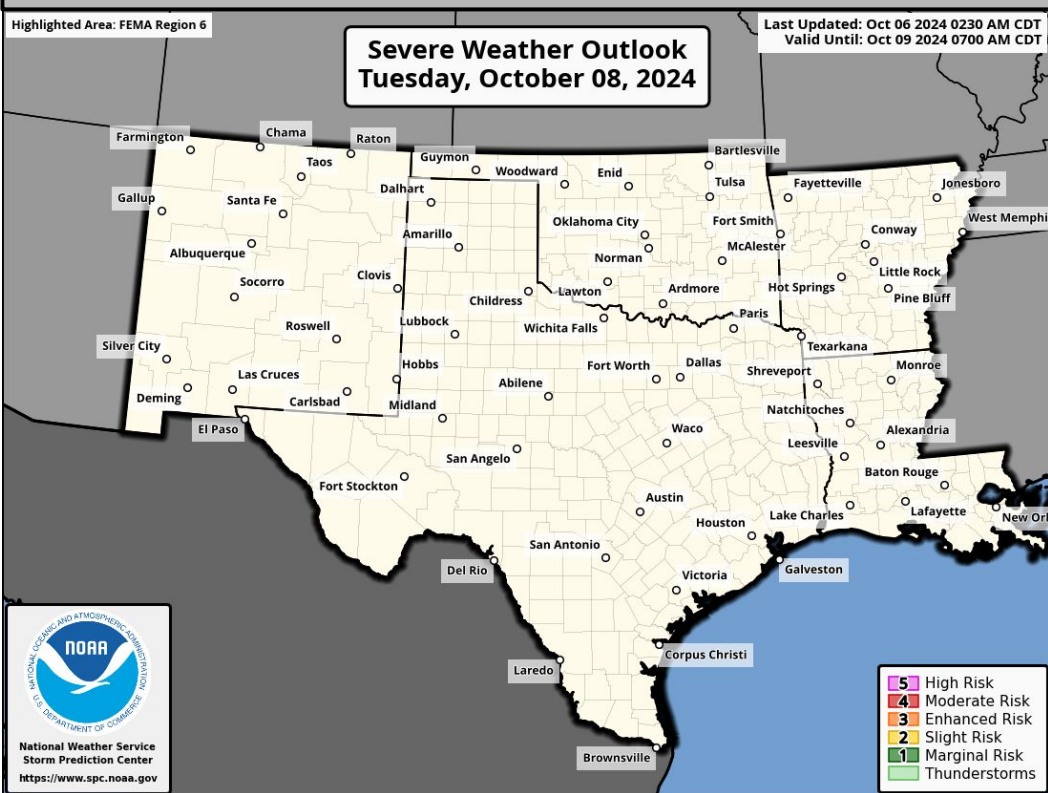 Highlighted Area: FEMA Region 6
Last Updated: Oct 06 2024 0230 AM CDT
Valid Until: Oct 09 2024 0700 AM CDT
Severe Weather Outlook
Tuesday, October 08, 2024
Farmington
Chama
Raton
Taos
Guymon
Woodward
Enid
Bartlesville
Tulsa
Fayetteville
Jonesboro
Gallup
Santa Fe
Dalhart
Oklahoma City
Fort Smith
West Memphi
Albuquerque
Amarillo
Norman
McAlester
Conway
Socorro
Clovis
Childress
Lawton
Ardmore
Hot Springs
Little Rock
Pine Bluff
Roswell
Lubbock
Wichita Falls
Paris
Texarkana
Silver City
Las Cruces
Hobbs
Fort Worth
Dallas
Shreveport
Monroe
Deming
Carlsbad
Midland
Abilene
Natchitoches
El Paso
Waco
Alexandria
San Angelo
Leesville
Fort Stockton
Baton Rouge
Austin
Houston
Lake Charles
Lafayette
New Orl
San Antonio
Del Rio
Galveston
Victoria
Laredo
Corpus Christi
Brownsville
NATIONAL OCEANIC AND ATMOSPHERIC ADMINISTRATION
NOAA
U.S. DEPARTMENT OF COMMERCE
National Weather Service
Storm Prediction Center
https://www.spc.noaa.gov
5 High Risk
4 Moderate Risk
3 Enhanced Risk
2 Slight Risk
1 Marginal Risk
Thunderstorms